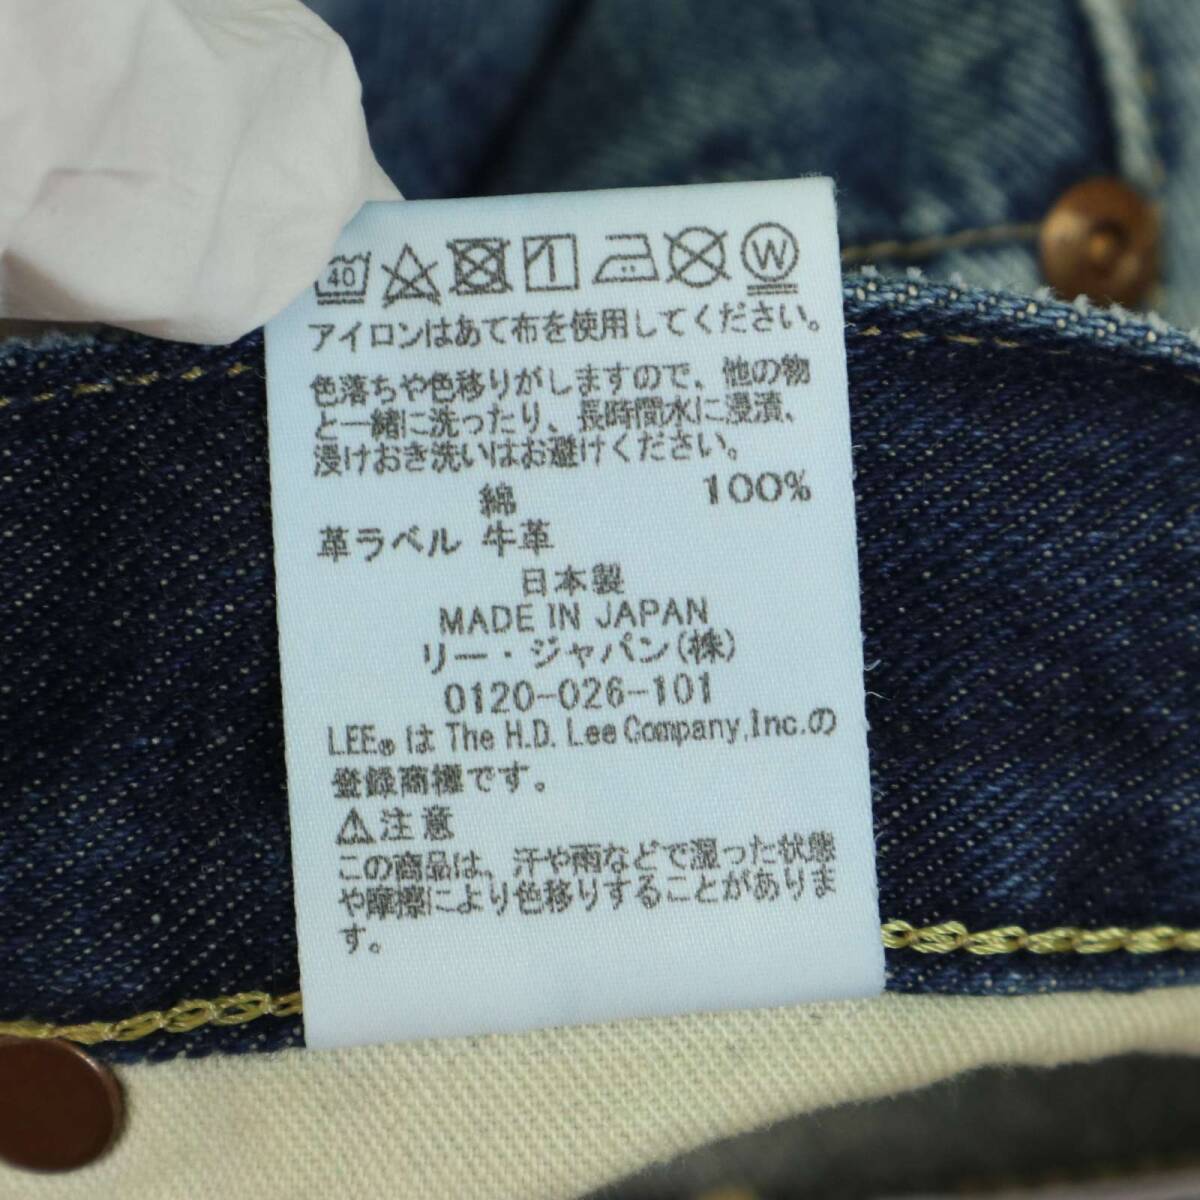 40 W
アイロンはあて布を使用してください。
色落ちや色移りがしますので、他の物
と一緒に洗ったり、長時間水に浸漬、
浸けおき洗いはお避けください。
綿 100%
革ラベル 牛革
日本製
MADE IN JAPAN
リー・ジャパン(株)
0120-026-101
LEE®は The H.D. Lee Company,Inc.の
登録商標です。
⚠注意
この商品は、汗や雨などで湿った状態
や摩擦により色移りすることがありま
す。